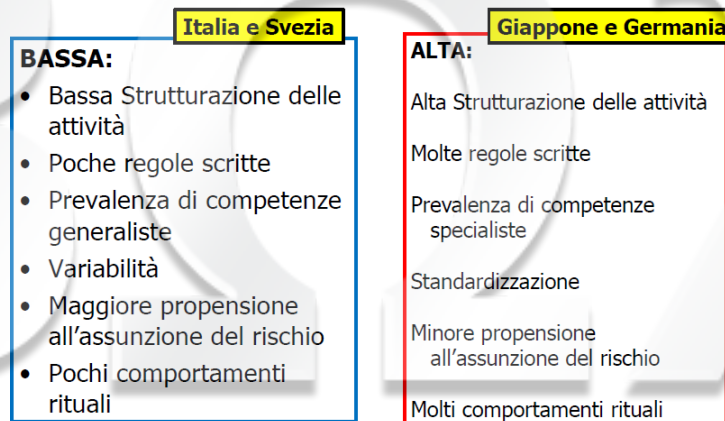 Italia e Svezia
BASSA:
• Bassa Strutturazione delle
attività
• Poche regole scritte
• Prevalenza di competenze
generaliste
• Variabilità
• Maggiore propensione
all'assunzione del rischio
• Pochi comportamenti
rituali
Giappone e Germania
ALTA:
Alta Strutturazione delle attività
Molte regole scritte
Prevalenza di competenze
specialiste
Standardizzazione
Minore propensione
all'assunzione del rischio
Molti comportamenti rituali